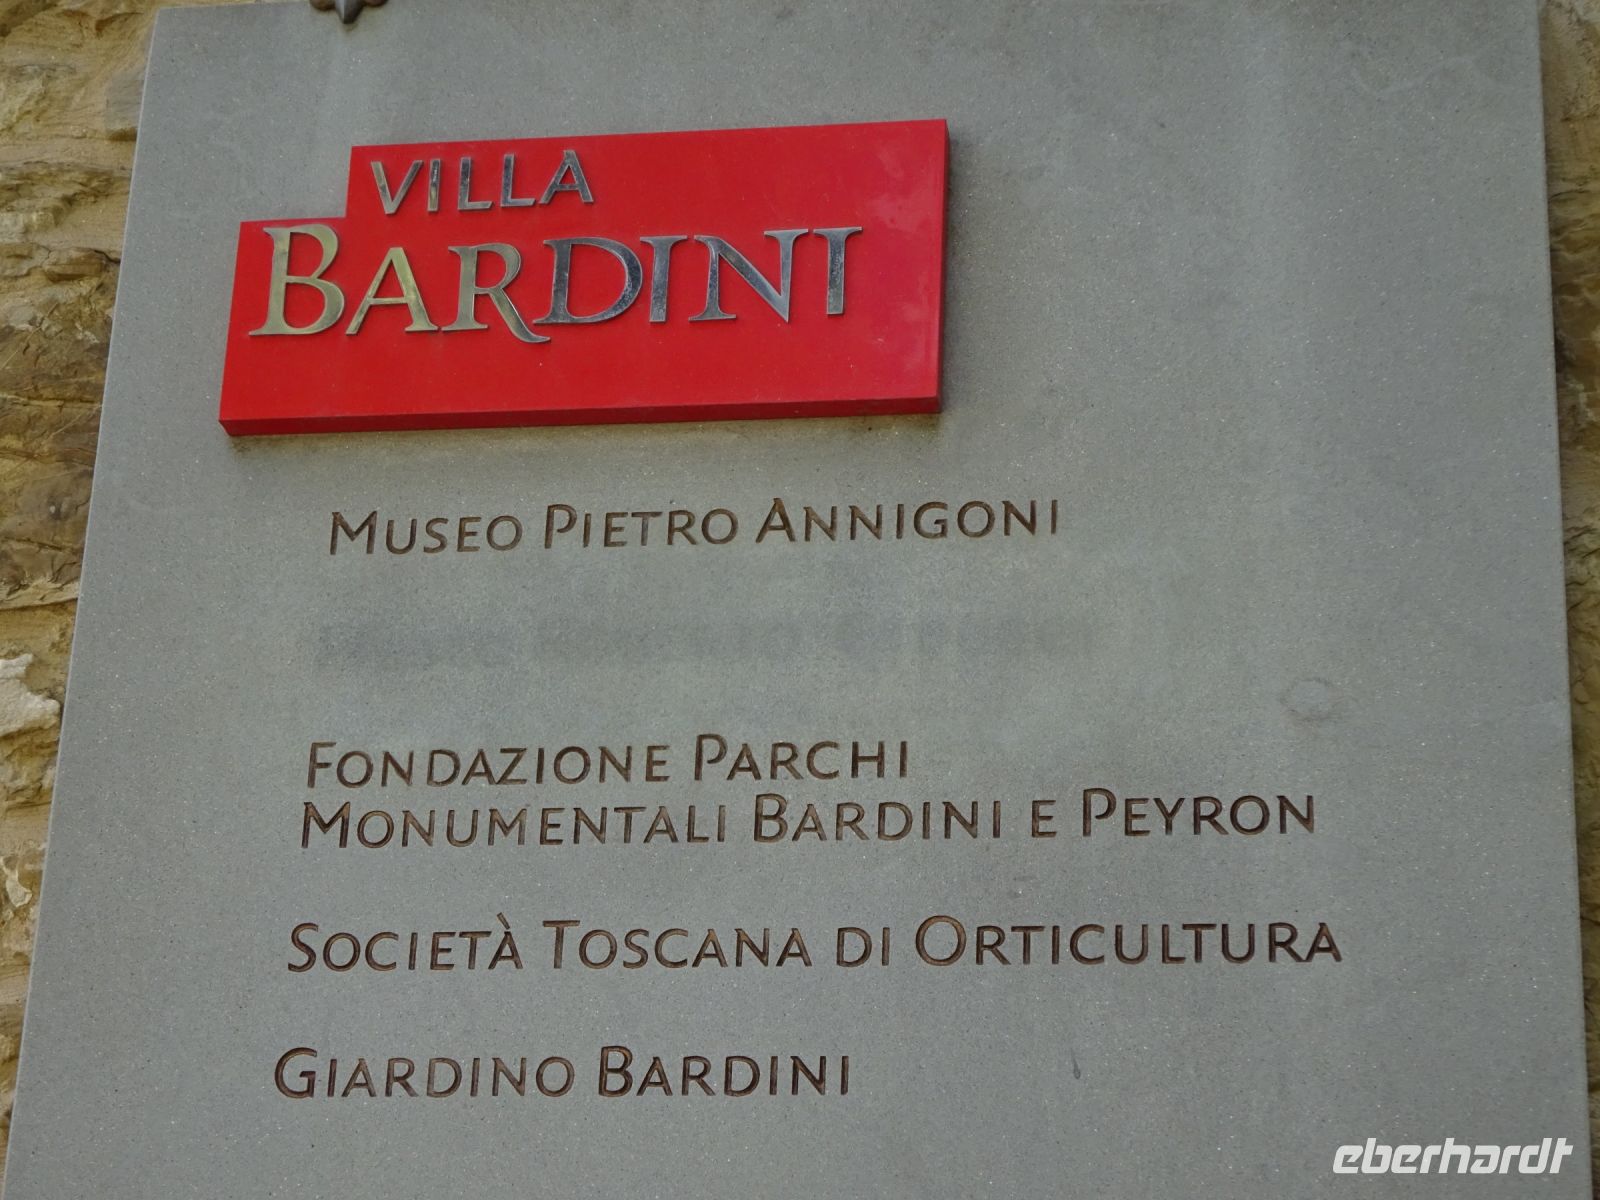 VILLA
BARDINI
MUSEO PIETRO ANNIGONI
FONDAZIONE PARCHI
MONUMENTALI BARDINI E PEYRON
SOCIETÀ TOSCANA DI ORTICULTURA
GIARDINO BARDINI
eberhardt